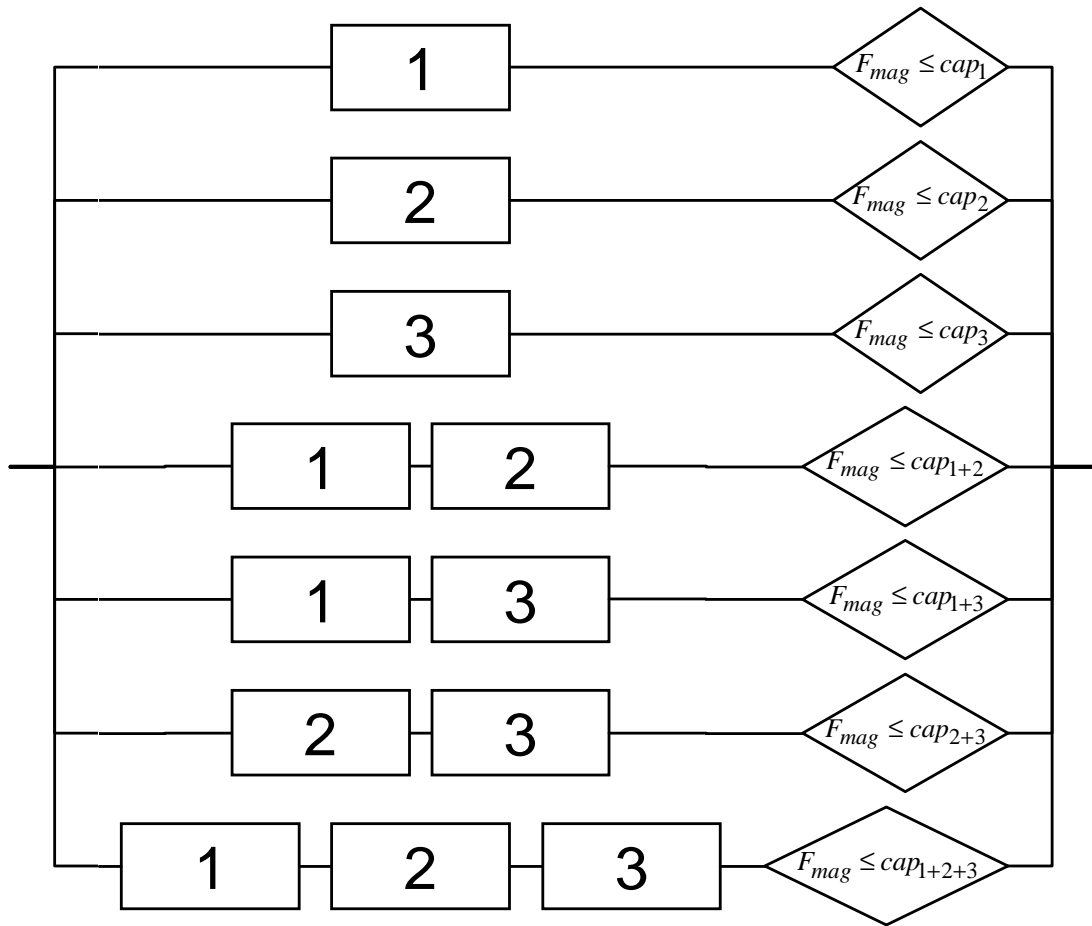 1 F_mag ≤ cap_1
2 F_mag ≤ cap_2
3 F_mag ≤ cap_3
1 2 F_mag ≤ cap_1+2
1 3 F_mag ≤ cap_1+3
2 3 F_mag ≤ cap_2+3
1 2 3 F_mag ≤ cap_1+2+3